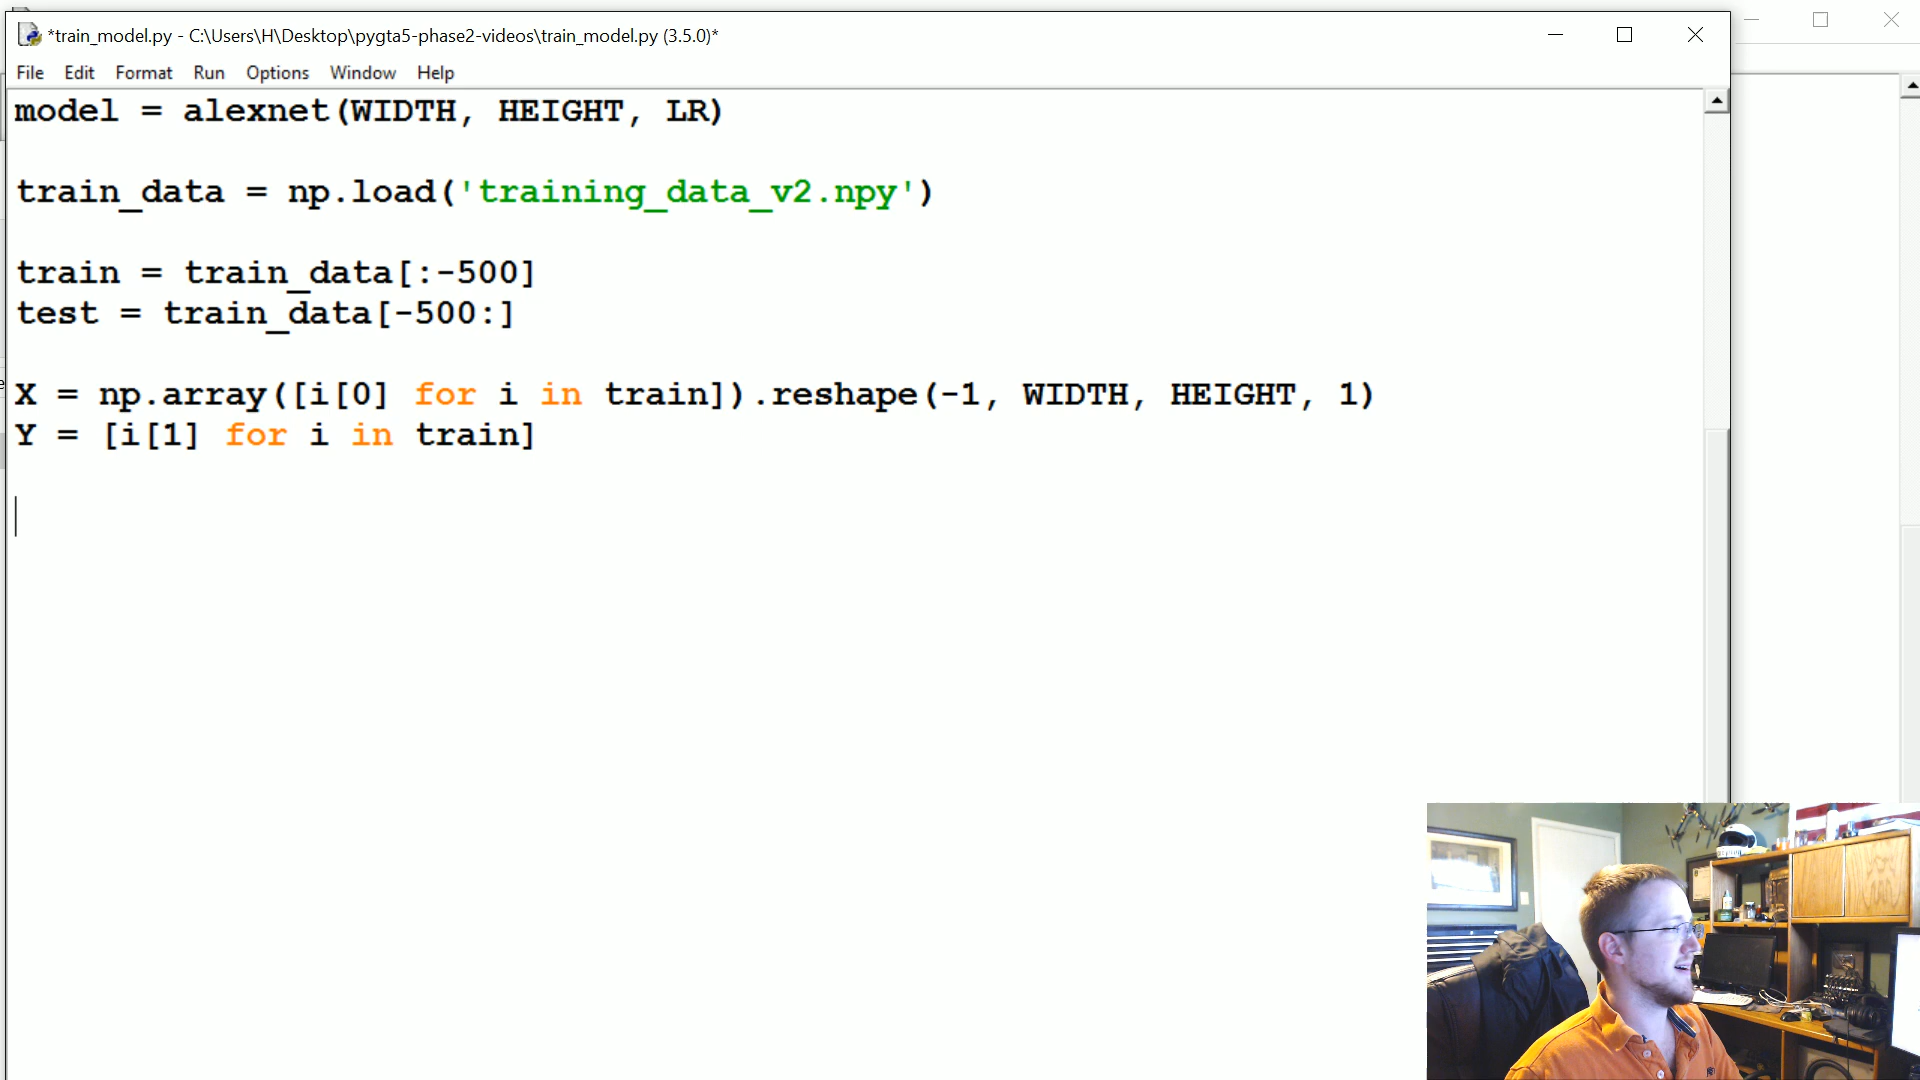 *train_model.py - C:\Users\H\Desktop\pygta5-phase2-videos\train_model.py (3.5.0)*
File Edit Format Run Options Window Help
model = alexnet(WIDTH, HEIGHT, LR)
train_data = np.load('training_data_v2.npy')
train = train_data[:-500]
test = train_data[-500:]
X = np.array([i[0] for i in train]).reshape(-1, WIDTH, HEIGHT, 1)
Y = [i[1] for i in train]